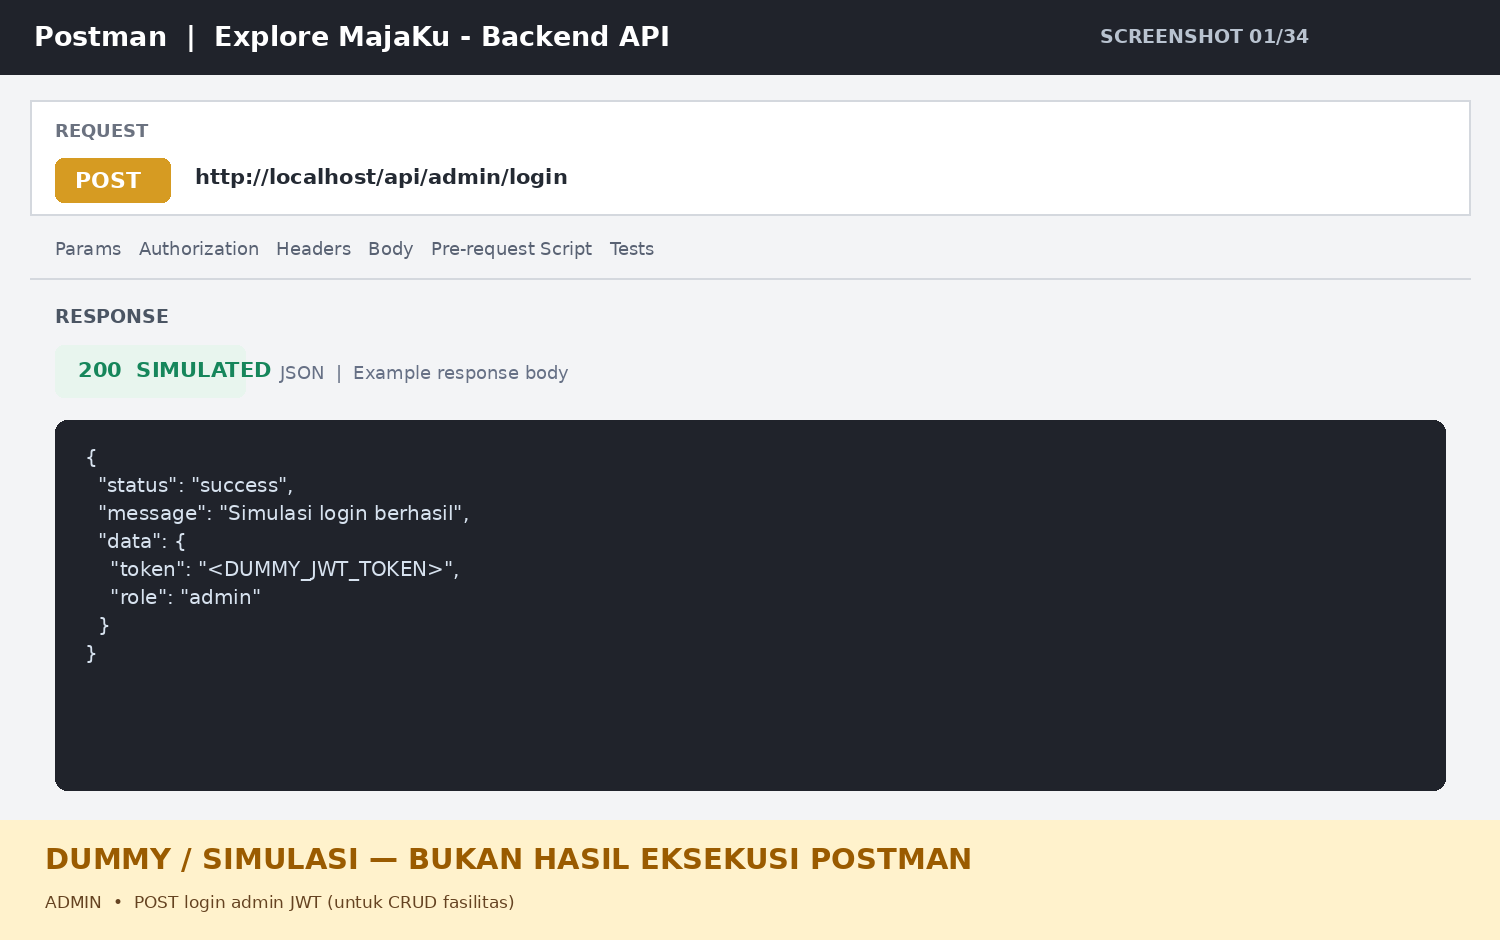 Postman | Explore MajaKu - Backend API
SCREENSHOT 01/34
REQUEST
POST http://localhost/api/admin/login
Params Authorization Headers Body Pre-request Script Tests
RESPONSE
200 SIMULATED JSON | Example response body
{
"status": "success",
"message": "Simulasi login berhasil",
"data": {
"token": "<DUMMY_JWT_TOKEN>",
"role": "admin"
}
}
DUMMY / SIMULASI — BUKAN HASIL EKSEKUSI POSTMAN
ADMIN • POST login admin JWT (untuk CRUD fasilitas)